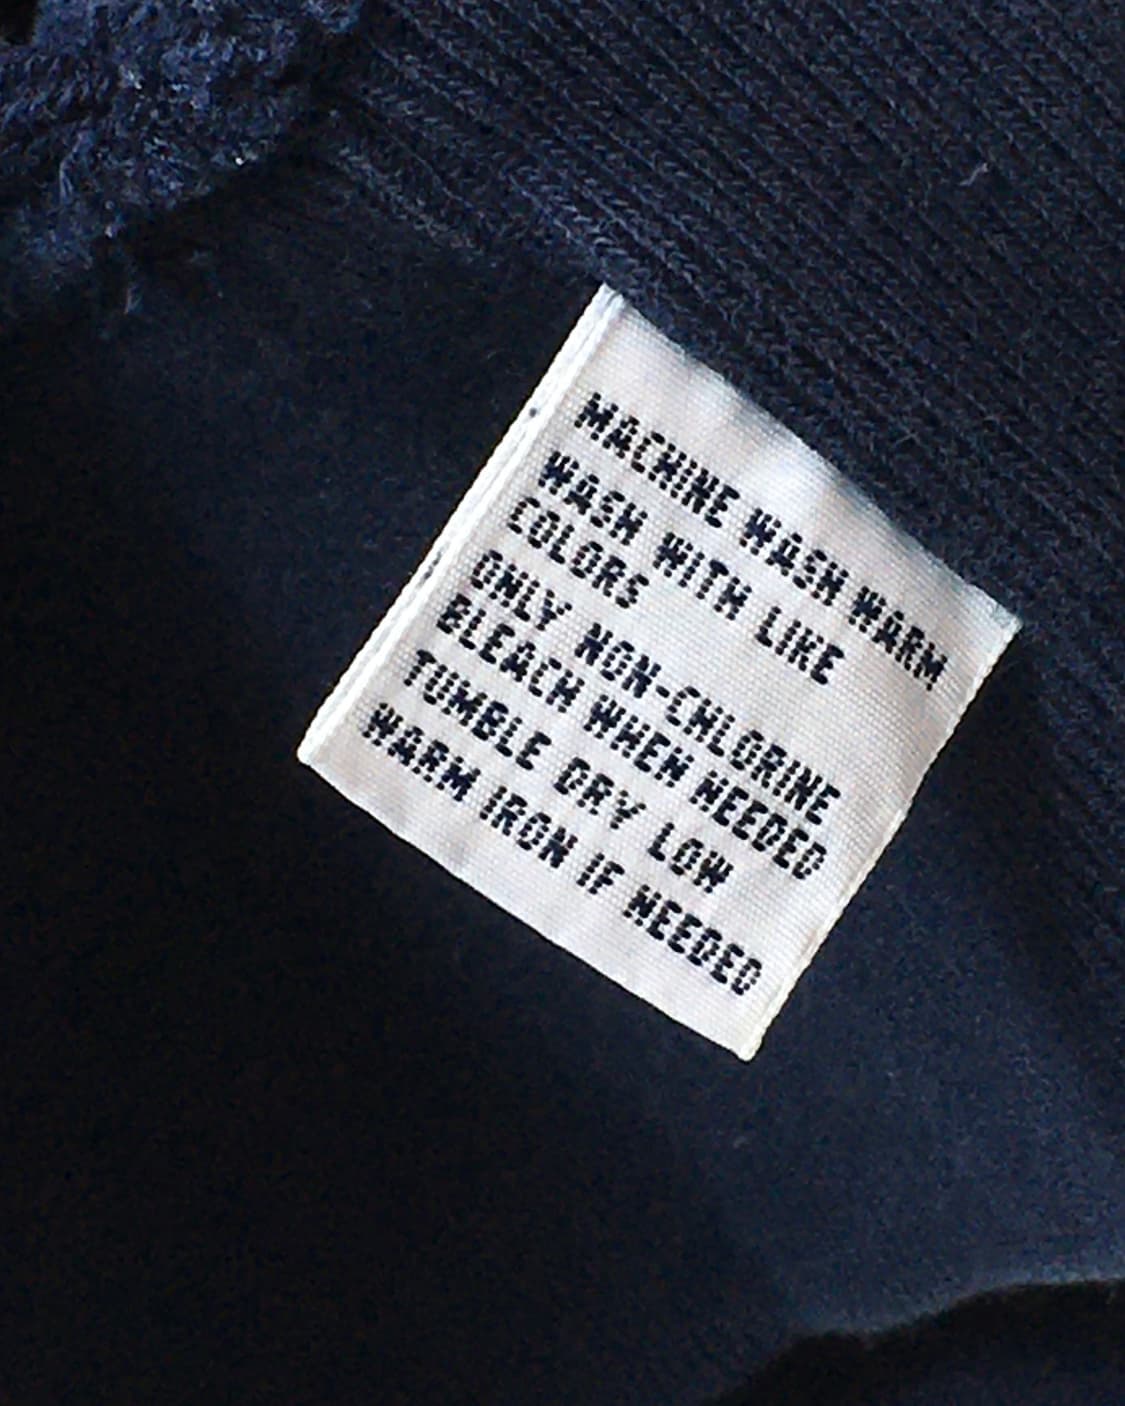 MACHINE WASH WARM
WASH WITH LIKE
COLORS
ONLY NON-CHLORINE
BLEACH WHEN NEEDED
TUMBLE DRY LOW
WARM IRON IF NEEDED